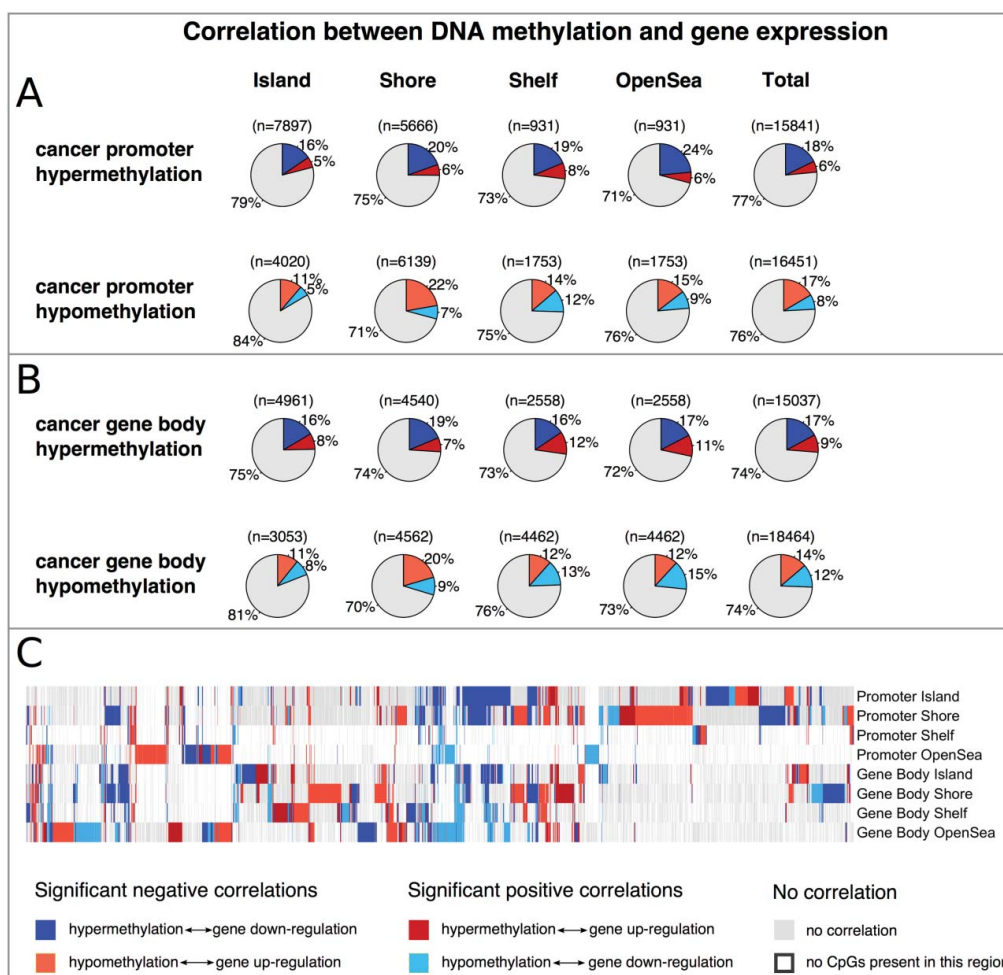 Correlation between DNA methylation and gene expression
A
Island Shore Shelf OpenSea Total
cancer promoter
hypermethylation
(n=7897) (n=5666) (n=931) (n=931) (n=15841)
16% 20% 19% 24% 18%
5% 6% 8% 6% 6%
79% 75% 73% 71% 77%
cancer promoter
hypomethylation
(n=4020) (n=6139) (n=1753) (n=1753) (n=16451)
11% 22% 14% 15% 17%
5% 7% 12% 9% 8%
84% 71% 75% 76% 76%
B
cancer gene body
hypermethylation
(n=4961) (n=4540) (n=2558) (n=2558) (n=15037)
16% 19% 16% 17% 17%
8% 7% 12% 11% 9%
75% 74% 73% 72% 74%
cancer gene body
hypomethylation
(n=3053) (n=4562) (n=4462) (n=4462) (n=18464)
11% 20% 12% 12% 14%
8% 9% 13% 15% 12%
81% 70% 76% 73% 74%
C
Promoter Island
Promoter Shore
Promoter Shelf
Promoter OpenSea
Gene Body Island
Gene Body Shore
Gene Body Shelf
Gene Body OpenSea
Significant negative correlations
hypermethylation ↔ gene down-regulation
hypomethylation ↔ gene up-regulation
Significant positive correlations
hypermethylation ↔ gene up-regulation
hypomethylation ↔ gene down-regulation
No correlation
no correlation
no CpGs present in this region